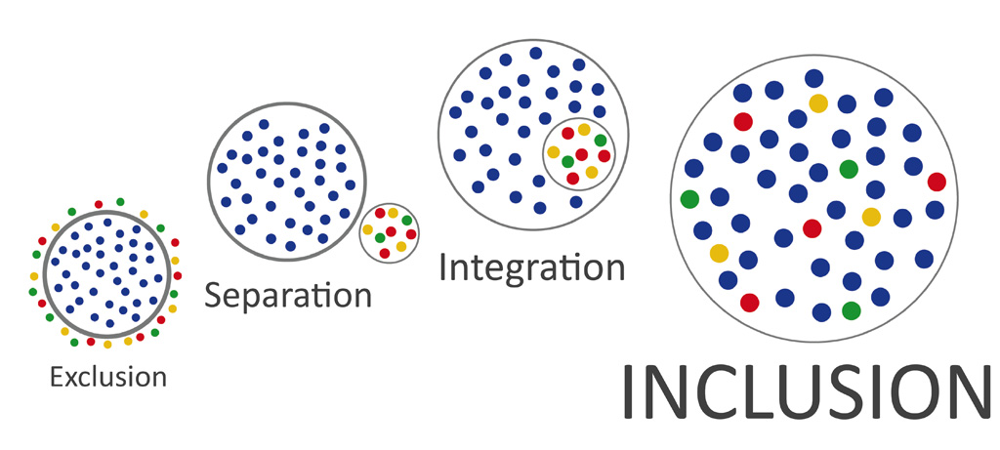 Exclusion
Separation
Integration
INCLUSION